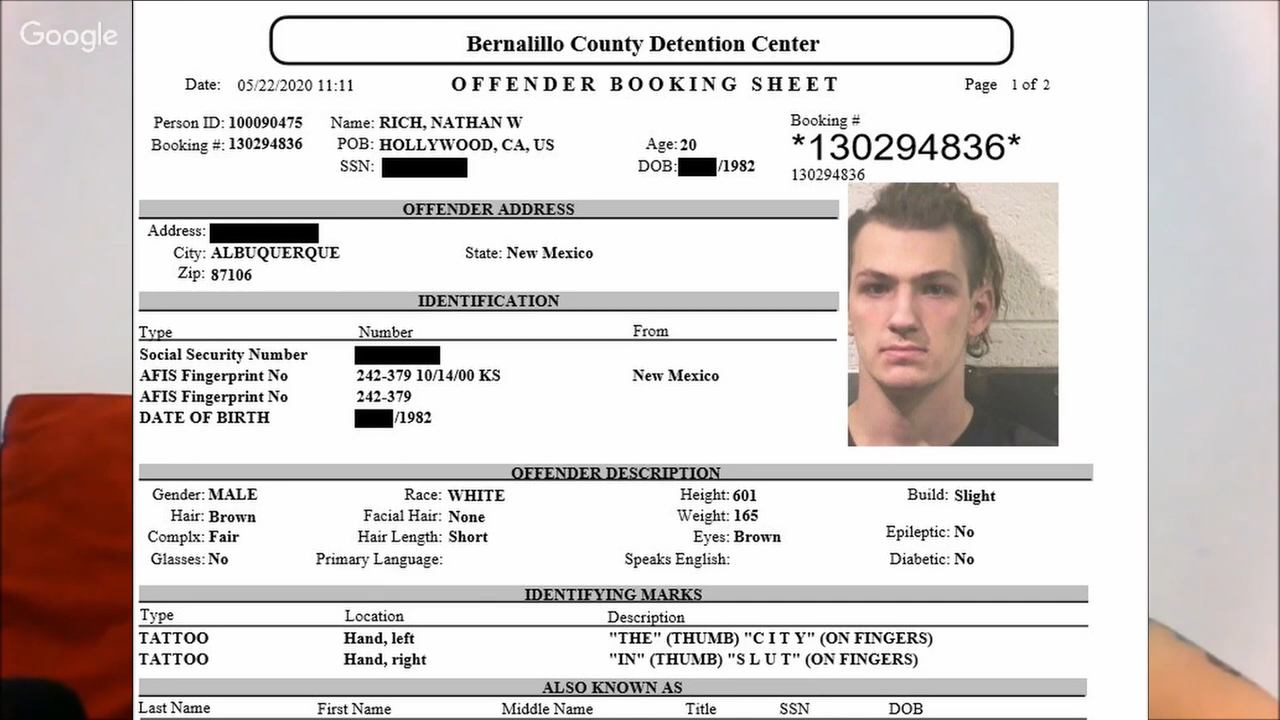 Google
Bernalillo County Detention Center
Date: 05/22/2020 11:11 OFFENDER BOOKING SHEET Page 1 of 2
Person ID: 100090475 Name: RICH, NATHAN W Booking #
Booking #: 130294836 POB: HOLLYWOOD, CA, US Age: 20 *130294836*
SSN: DOB: /1982 130294836
OFFENDER ADDRESS
Address:
City: ALBUQUERQUE State: New Mexico
Zip: 87106
IDENTIFICATION
Type Number From
Social Security Number
AFIS Fingerprint No 242-379 10/14/00 KS New Mexico
AFIS Fingerprint No 242-379
DATE OF BIRTH /1982
OFFENDER DESCRIPTION
Gender: MALE Race: WHITE Height: 601 Build: Slight
Hair: Brown Facial Hair: None Weight: 165
Complx: Fair Hair Length: Short Eyes: Brown Epileptic: No
Glasses: No Primary Language: Speaks English: Diabetic: No
IDENTIFYING MARKS
Type Location Description
TATTOO Hand, left "THE" (THUMB) "C I T Y" (ON FINGERS)
TATTOO Hand, right "IN" (THUMB) "S L U T" (ON FINGERS)
ALSO KNOWN AS
Last Name First Name Middle Name Title SSN DOB